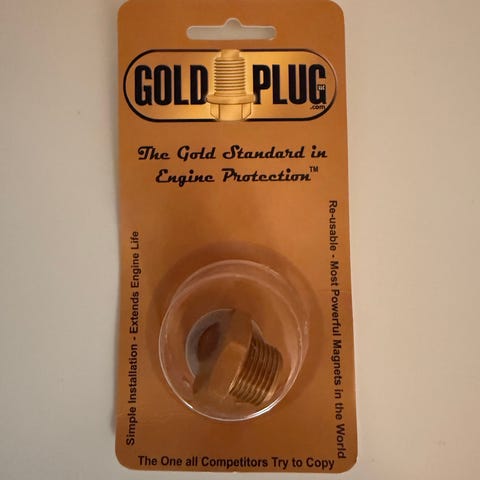 GOLD PLUG LLC
.com
The Gold Standard in
Engine Protection™
Simple Installation - Extends Engine Life
Re-usable - Most Powerful Magnets in the World
The One all Competitors Try to Copy